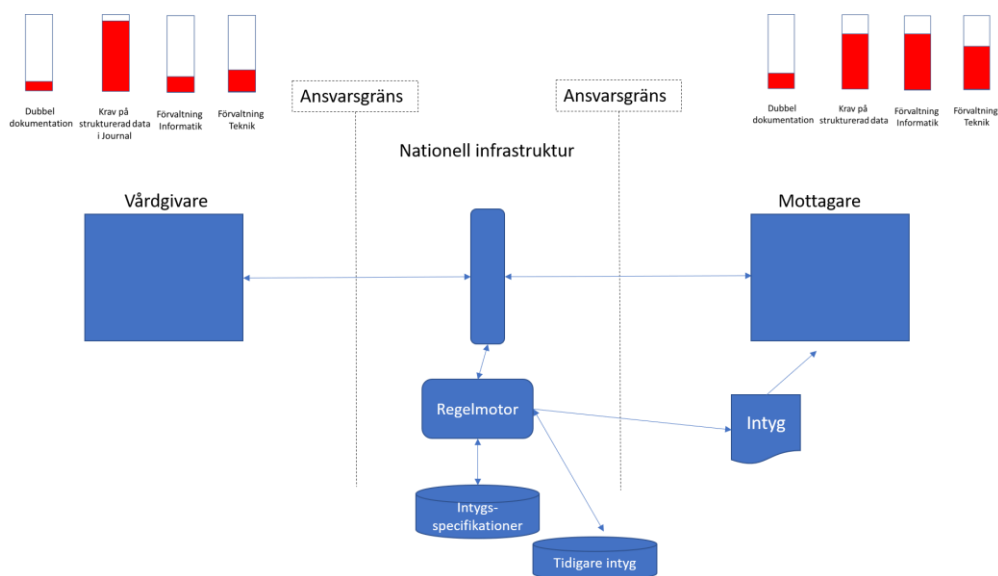 Dubbel
dokumentation
Krav på
strukturerad data
i Journal
Förvaltning
Informatik
Förvaltning
Teknik
Ansvarsgräns
Ansvarsgräns
Dubbel
dokumentation
Krav på
strukturerad data
Förvaltning
Informatik
Förvaltning
Teknik
Nationell infrastruktur
Vårdgivare
Mottagare
Regelmotor
Intyg
Intygs-
specifikationer
Tidigare intyg